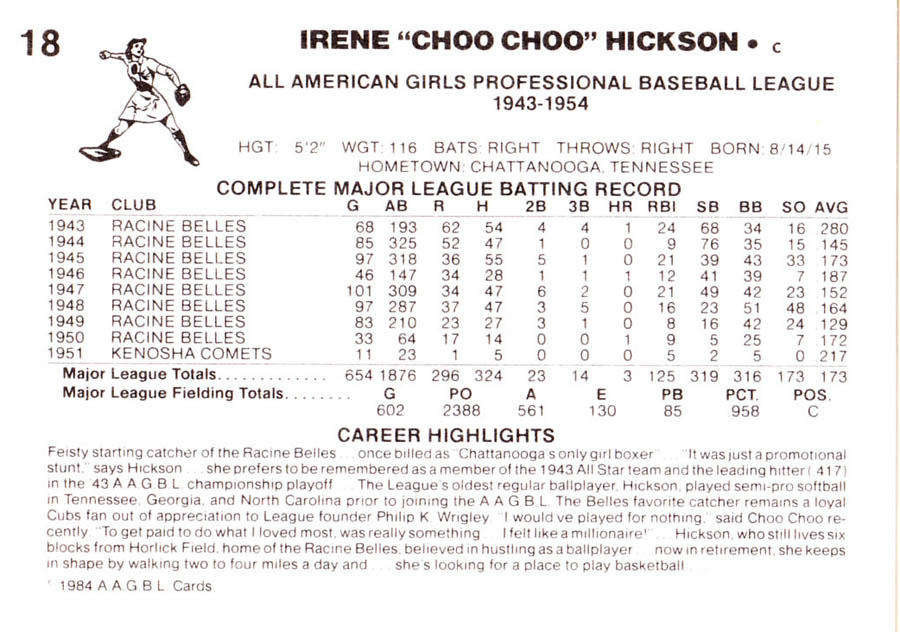 18
IRENE "CHOO CHOO" HICKSON • C
ALL AMERICAN GIRLS PROFESSIONAL BASEBALL LEAGUE
1943-1954
HGT: 5'2" WGT: 116 BATS: RIGHT THROWS: RIGHT BORN: 8/14/15
HOMETOWN: CHATTANOOGA, TENNESSEE
COMPLETE MAJOR LEAGUE BATTING RECORD
YEAR CLUB G AB R H 2B 3B HR RBI SB BB SO AVG
1943 RACINE BELLES 68 193 62 54 4 4 1 24 68 34 16 .280
1944 RACINE BELLES 85 325 52 47 1 0 0 9 76 35 15 .145
1945 RACINE BELLES 97 318 36 55 5 1 0 21 39 43 33 .173
1946 RACINE BELLES 46 147 34 28 1 1 1 12 41 39 7 .187
1947 RACINE BELLES 101 309 34 47 6 2 0 21 49 42 23 .152
1948 RACINE BELLES 97 287 37 47 3 5 0 16 23 51 48 .164
1949 RACINE BELLES 83 210 23 27 3 1 0 8 16 42 24 .129
1950 RACINE BELLES 33 64 17 14 0 0 1 9 5 25 7 .172
1951 KENOSHA COMETS 11 23 1 5 0 0 0 5 2 5 0 .217
Major League Totals............. 654 1876 296 324 23 14 3 125 319 316 173 .173
Major League Fielding Totals........ G PO A E PB PCT. POS.
602 2388 561 130 85 .958 C
CAREER HIGHLIGHTS
Feisty starting catcher of the Racine Belles . . . once billed as "Chattanooga's only girl boxer" . . . "It was just a promotional
stunt," says Hickson . . . she prefers to be remembered as a member of the 1943 All Star team and the leading hitter (.417)
in the '43 A.A.G.B.L. championship playoff . . . The League's oldest regular ballplayer, Hickson, played semi-pro softball
in Tennessee, Georgia, and North Carolina prior to joining the A.A.G.B.L. The Belles favorite catcher remains a loyal
Cubs fan out of appreciation to League founder Philip K. Wrigley. "I would've played for nothing," said Choo Choo re-
cently. "To get paid to do what I loved most, was really something . . . I felt like a millionaire!" . . . Hickson, who still lives six
blocks from Horlick Field, home of the Racine Belles, believed in hustling as a ballplayer . . . now in retirement, she keeps
in shape by walking two to four miles a day and . . . she's looking for a place to play basketball . . .
© 1984 A.A.G.B.L. Cards